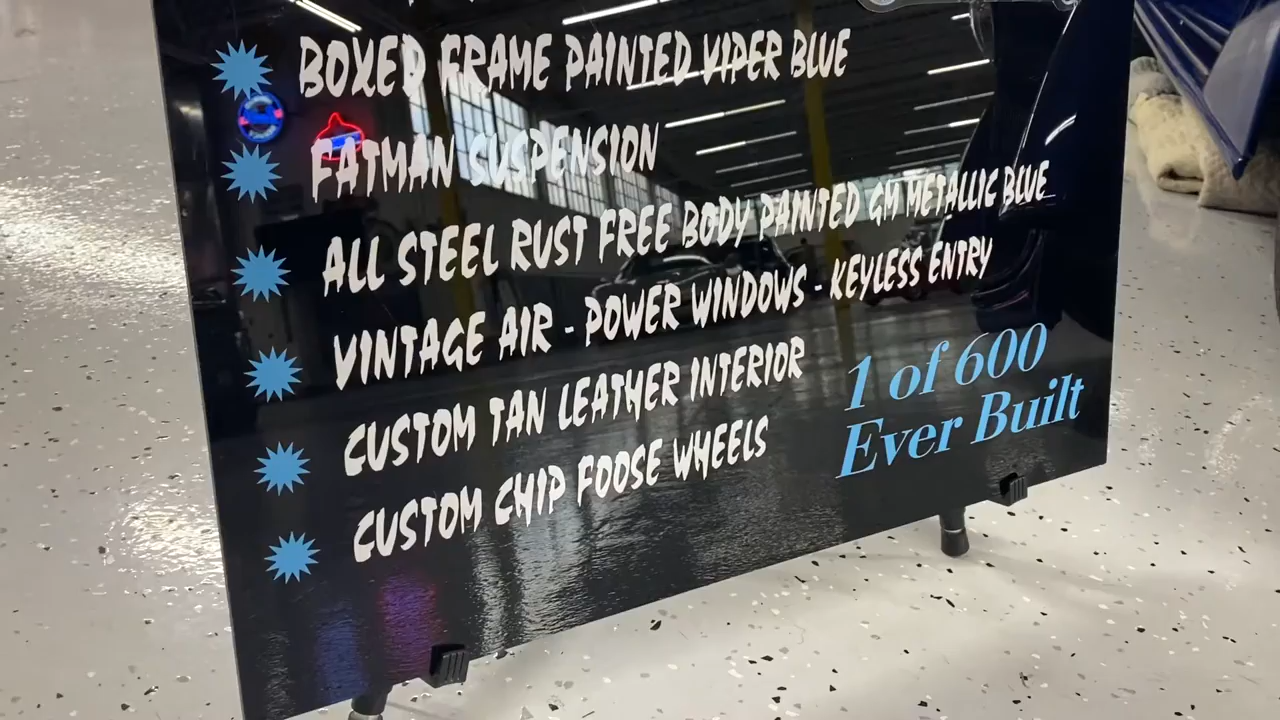 BOXED FRAME PAINTED VIPER BLUE
FATMAN SUSPENSION
ALL STEEL RUST FREE BODY PAINTED GM METALLIC BLUE
VINTAGE AIR - POWER WINDOWS - KEYLESS ENTRY
CUSTOM TAN LEATHER INTERIOR
CUSTOM CHIP FOOSE WHEELS
1 of 600
Ever Built